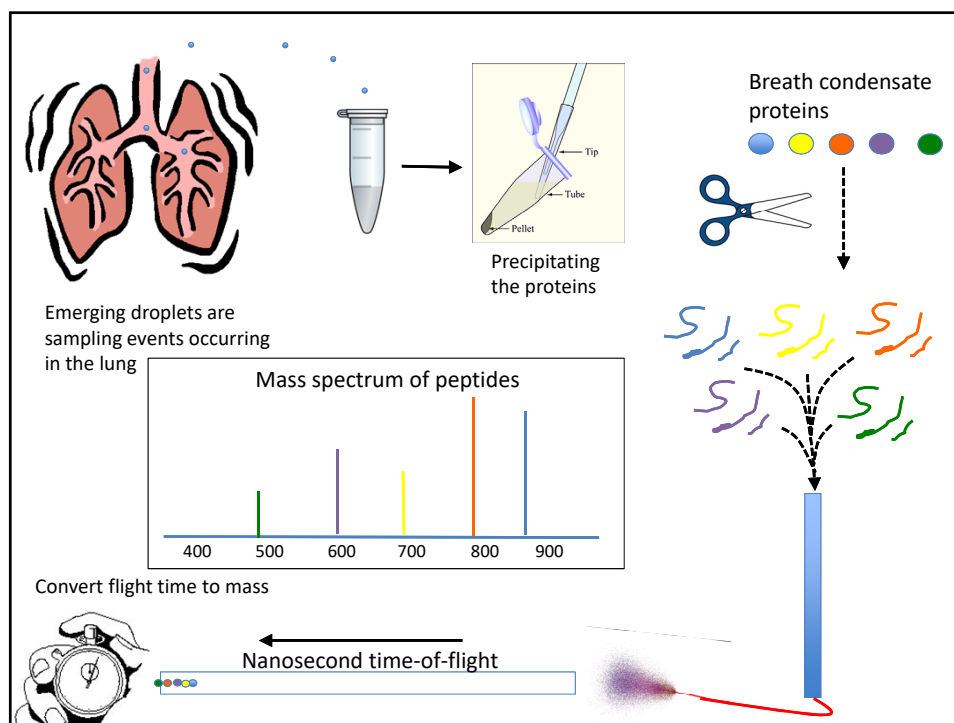 Breath condensate
proteins
Tip
Tube
Pellet
Precipitating
the proteins
Emerging droplets are
sampling events occurring
in the lung
Mass spectrum of peptides
400 500 600 700 800 900
Convert flight time to mass
Nanosecond time-of-flight